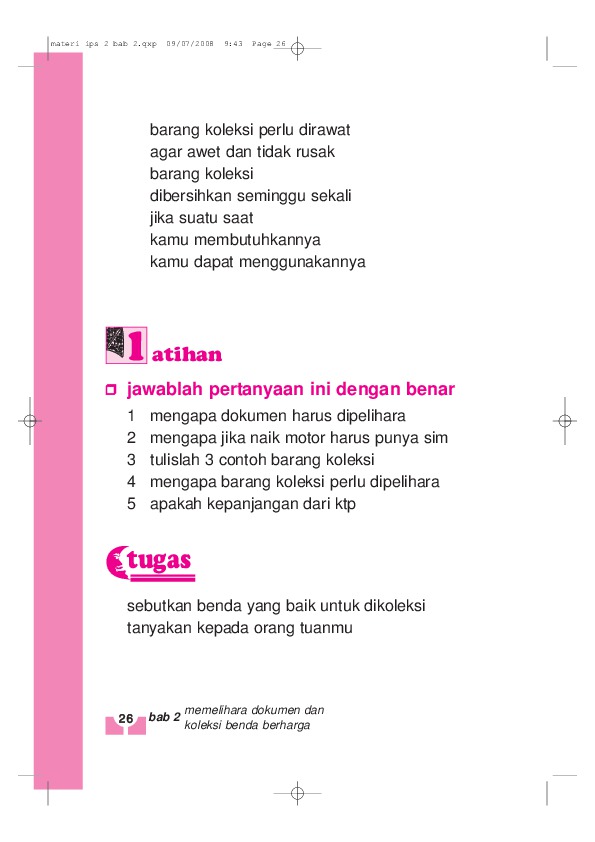 materi ips 2 bab 2.qxp 09/07/2008 9:43 Page 26
barang koleksi perlu dirawat
agar awet dan tidak rusak
barang koleksi
dibersihkan seminggu sekali
jika suatu saat
kamu membutuhkannya
kamu dapat menggunakannya
latihan
jawablah pertanyaan ini dengan benar
1 mengapa dokumen harus dipelihara
2 mengapa jika naik motor harus punya sim
3 tulislah 3 contoh barang koleksi
4 mengapa barang koleksi perlu dipelihara
5 apakah kepanjangan dari ktp
tugas
sebutkan benda yang baik untuk dikoleksi
tanyakan kepada orang tuanmu
26 bab 2 memelihara dokumen dan
koleksi benda berharga